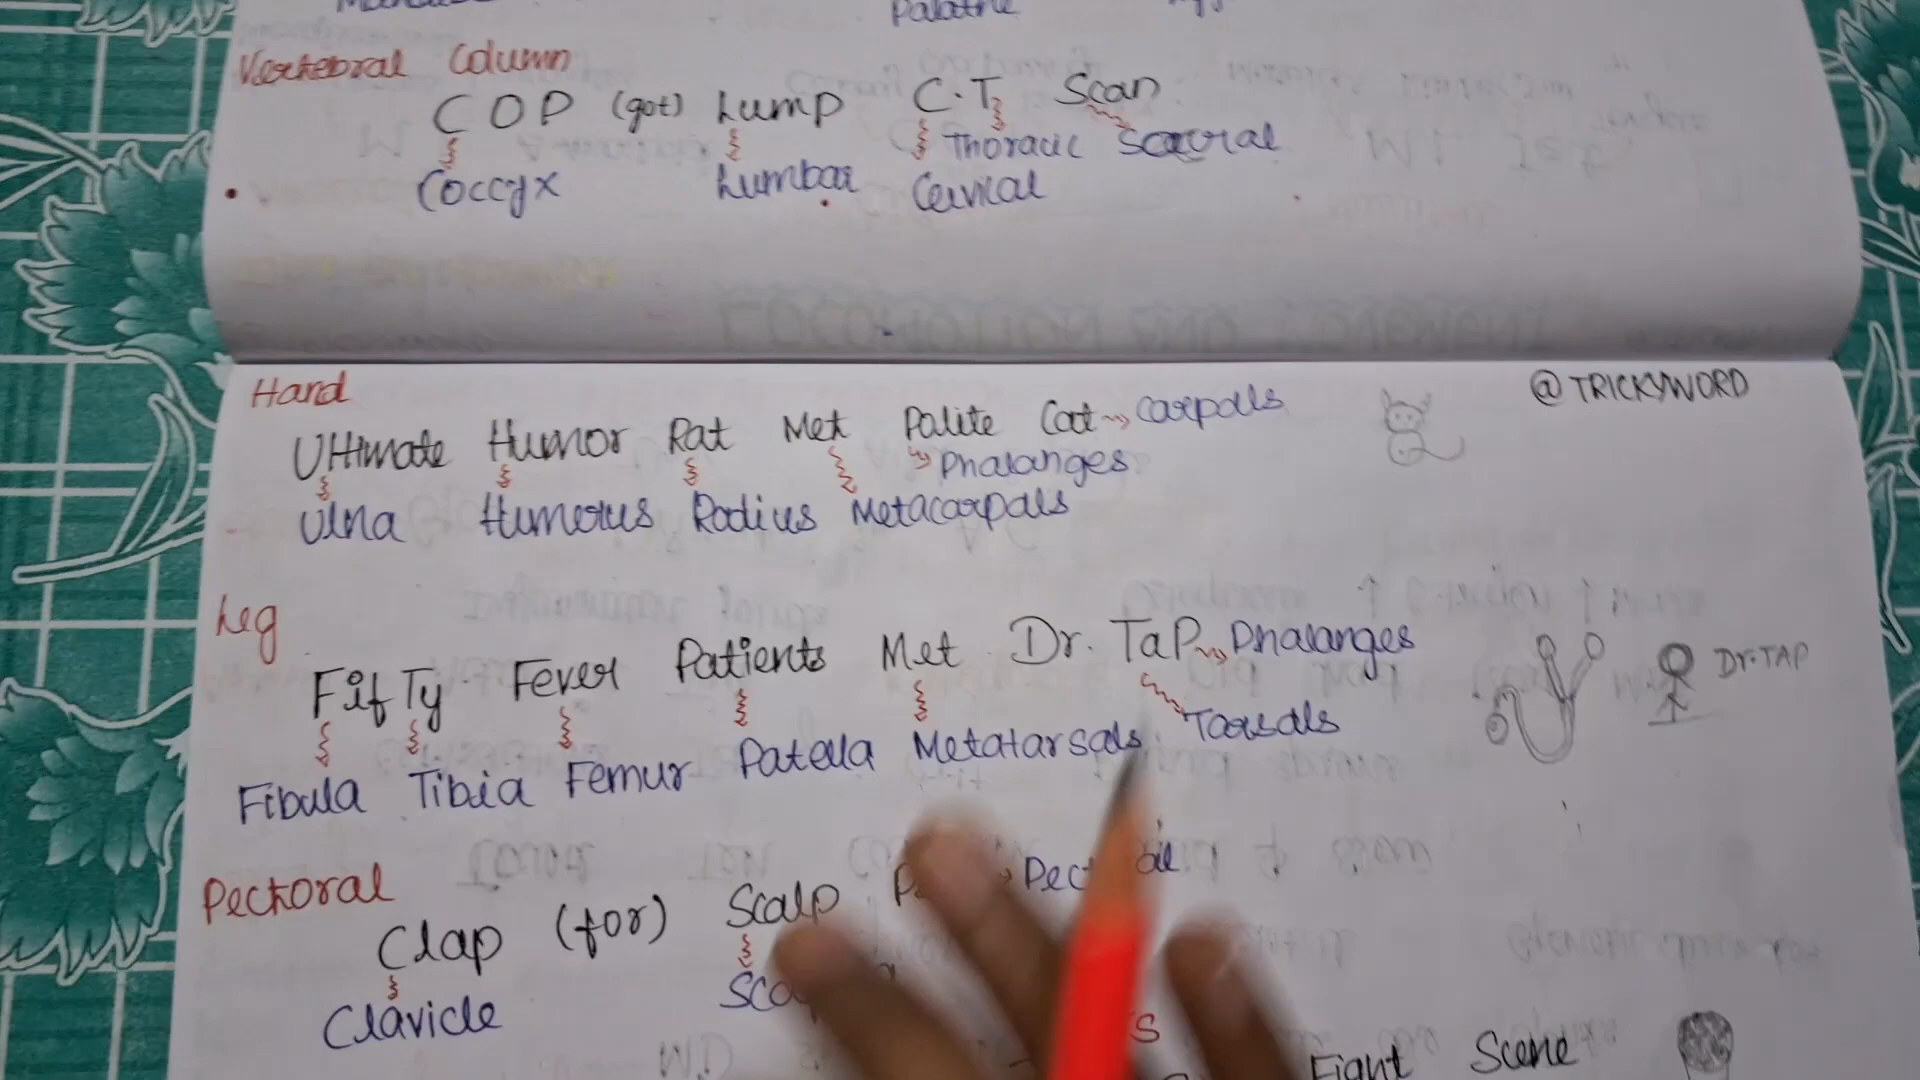 Palatine
Vertebral Column
COP (got) Lump C.T. Scan
Thoracic Sacral
Coccyx Lumbar Cervical
Hand
@TRICKYWORD
Ultimate Humor Rat Met Palite Cat Carpals
Phalanges
Ulna Humerus Radius Metacarpals
Leg
FifTy Fever Patients Met Dr. TaP Phalanges
Dr. TAP
Fibula Tibia Femur Patella Metatarsals Tarsals
Pectoral
Clap (for) Scalp
Clavicle
Fight Scene